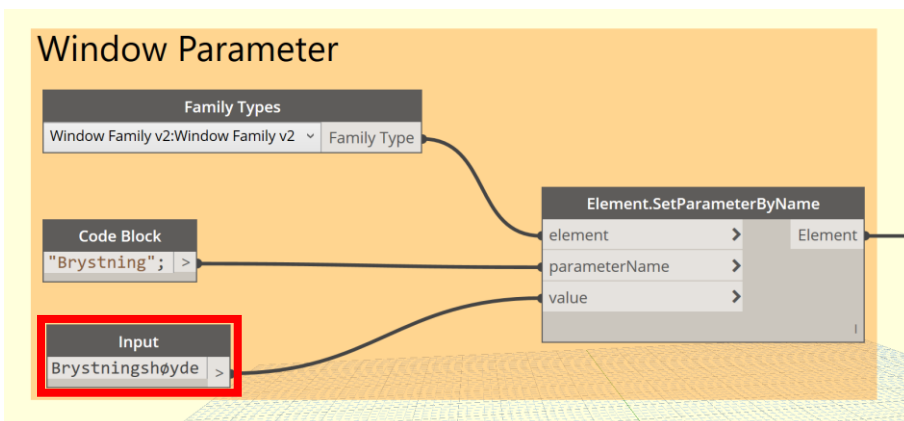 Window Parameter
Family Types
Window Family v2:Window Family v2 Family Type
Element.SetParameterByName
element Element
Code Block
"Brystning"; >
parameterName
value
Input
Brystningshøyde >